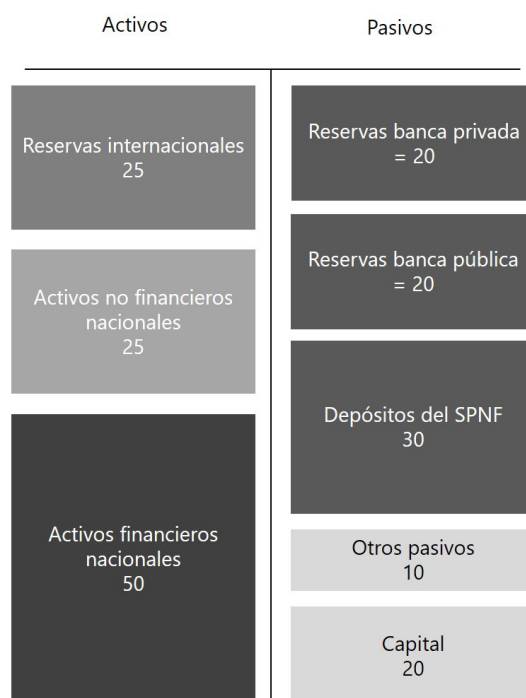 Activos
Pasivos
Reservas internacionales
25
Activos no financieros
nacionales
25
Activos financieros
nacionales
50
Reservas banca privada
= 20
Reservas banca pública
= 20
Depósitos del SPNF
30
Otros pasivos
10
Capital
20